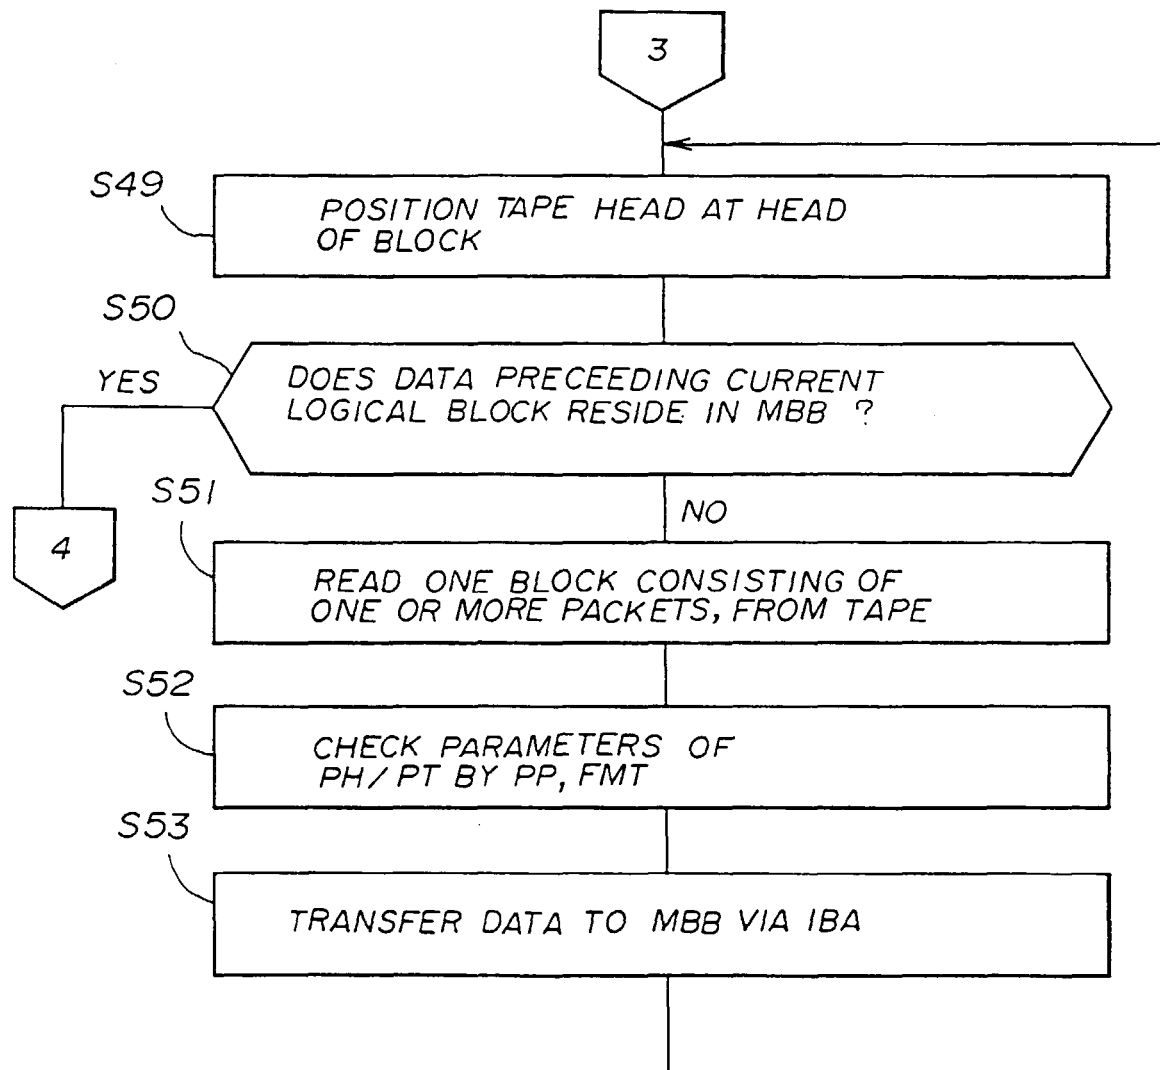 3
S49
POSITION TAPE HEAD AT HEAD
OF BLOCK
S50
YES
DOES DATA PRECEEDING CURRENT
LOGICAL BLOCK RESIDE IN MBB ?
4
NO
S51
READ ONE BLOCK CONSISTING OF
ONE OR MORE PACKETS, FROM TAPE
S52
CHECK PARAMETERS OF
PH/PT BY PP, FMT
S53
TRANSFER DATA TO MBB VIA IBA